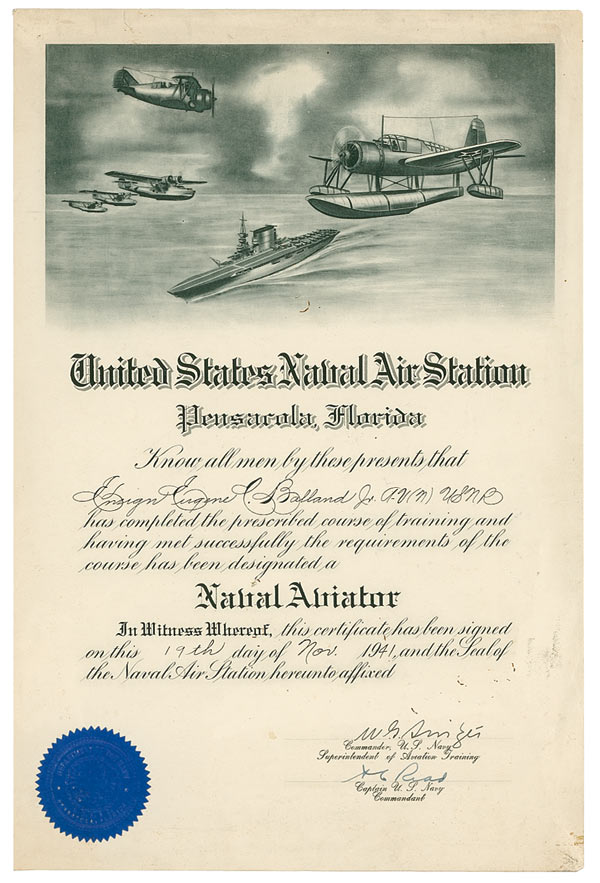 United States Naval Air Station
Pensacola, Florida
Know all men by these presents that
Ensign Eugene C. Balland Jr. A-V(N) USNR
has completed the prescribed course of training and
having met successfully the requirements of the
course has been designated a
Naval Aviator
In Witness Whereof, this certificate has been signed
on this 19th day of Nov. 1941, and the Seal of
the Naval Air Station hereunto affixed
Commander, U. S. Navy
Superintendent of Aviation Training
Captain U. S. Navy
Commandant